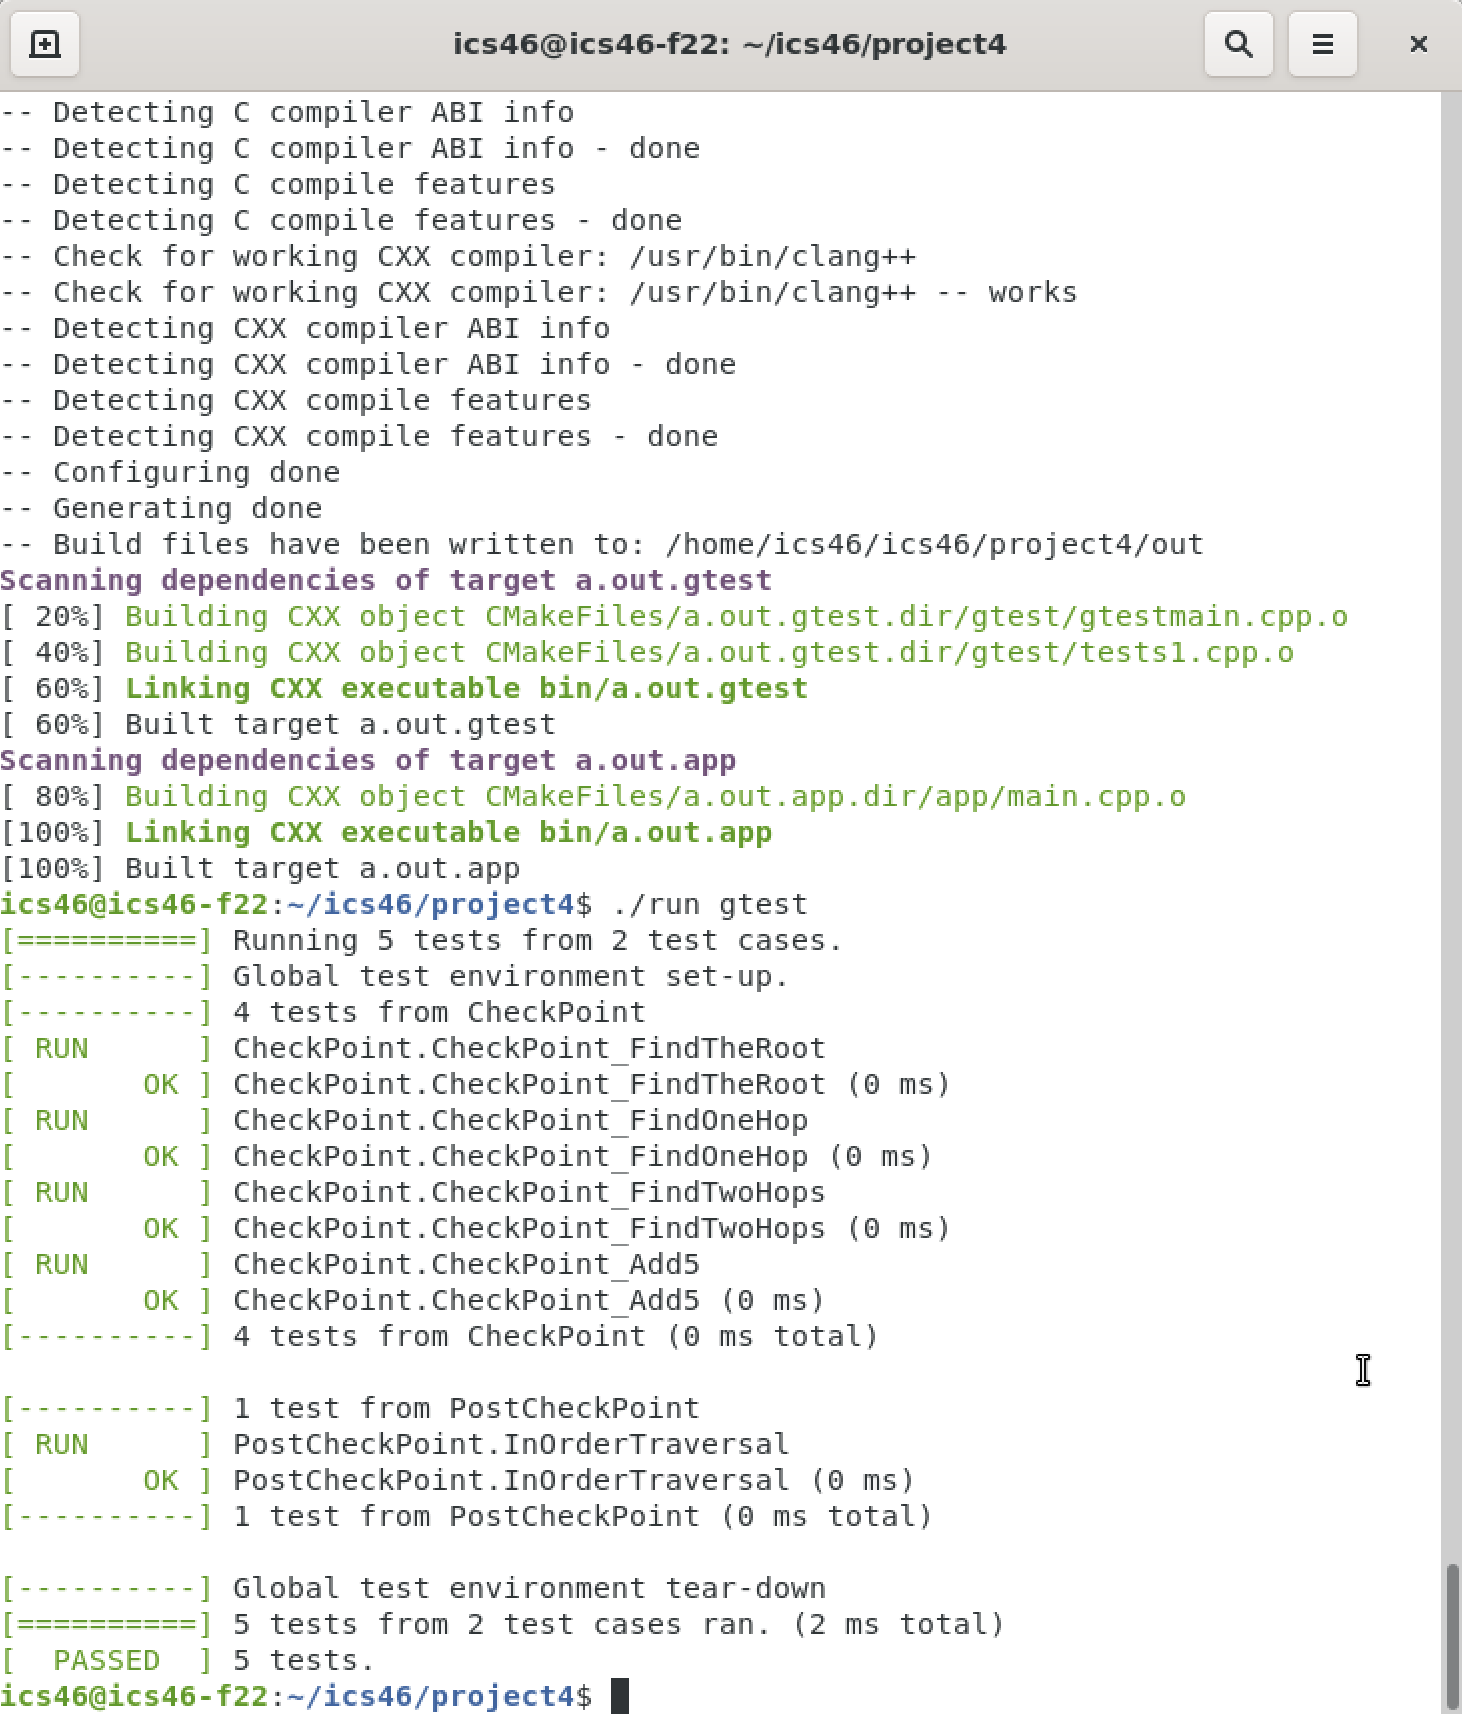 ics46@ics46-f22: ~/ics46/project4
-- Detecting C compiler ABI info
-- Detecting C compiler ABI info - done
-- Detecting C compile features
-- Detecting C compile features - done
-- Check for working CXX compiler: /usr/bin/clang++
-- Check for working CXX compiler: /usr/bin/clang++ -- works
-- Detecting CXX compiler ABI info
-- Detecting CXX compiler ABI info - done
-- Detecting CXX compile features
-- Detecting CXX compile features - done
-- Configuring done
-- Generating done
-- Build files have been written to: /home/ics46/ics46/project4/out
Scanning dependencies of target a.out.gtest
[ 20%] Building CXX object CMakeFiles/a.out.gtest.dir/gtest/gtestmain.cpp.o
[ 40%] Building CXX object CMakeFiles/a.out.gtest.dir/gtest/tests1.cpp.o
[ 60%] Linking CXX executable bin/a.out.gtest
[ 60%] Built target a.out.gtest
Scanning dependencies of target a.out.app
[ 80%] Building CXX object CMakeFiles/a.out.app.dir/app/main.cpp.o
[100%] Linking CXX executable bin/a.out.app
[100%] Built target a.out.app
ics46@ics46-f22:~/ics46/project4$ ./run gtest
[==========] Running 5 tests from 2 test cases.
[----------] Global test environment set-up.
[----------] 4 tests from CheckPoint
[ RUN      ] CheckPoint.CheckPoint_FindTheRoot
[       OK ] CheckPoint.CheckPoint_FindTheRoot (0 ms)
[ RUN      ] CheckPoint.CheckPoint_FindOneHop
[       OK ] CheckPoint.CheckPoint_FindOneHop (0 ms)
[ RUN      ] CheckPoint.CheckPoint_FindTwoHops
[       OK ] CheckPoint.CheckPoint_FindTwoHops (0 ms)
[ RUN      ] CheckPoint.CheckPoint_Add5
[       OK ] CheckPoint.CheckPoint_Add5 (0 ms)
[----------] 4 tests from CheckPoint (0 ms total)
[----------] 1 test from PostCheckPoint
[ RUN      ] PostCheckPoint.InOrderTraversal
[       OK ] PostCheckPoint.InOrderTraversal (0 ms)
[----------] 1 test from PostCheckPoint (0 ms total)
[----------] Global test environment tear-down
[==========] 5 tests from 2 test cases ran. (2 ms total)
[  PASSED  ] 5 tests.
ics46@ics46-f22:~/ics46/project4$